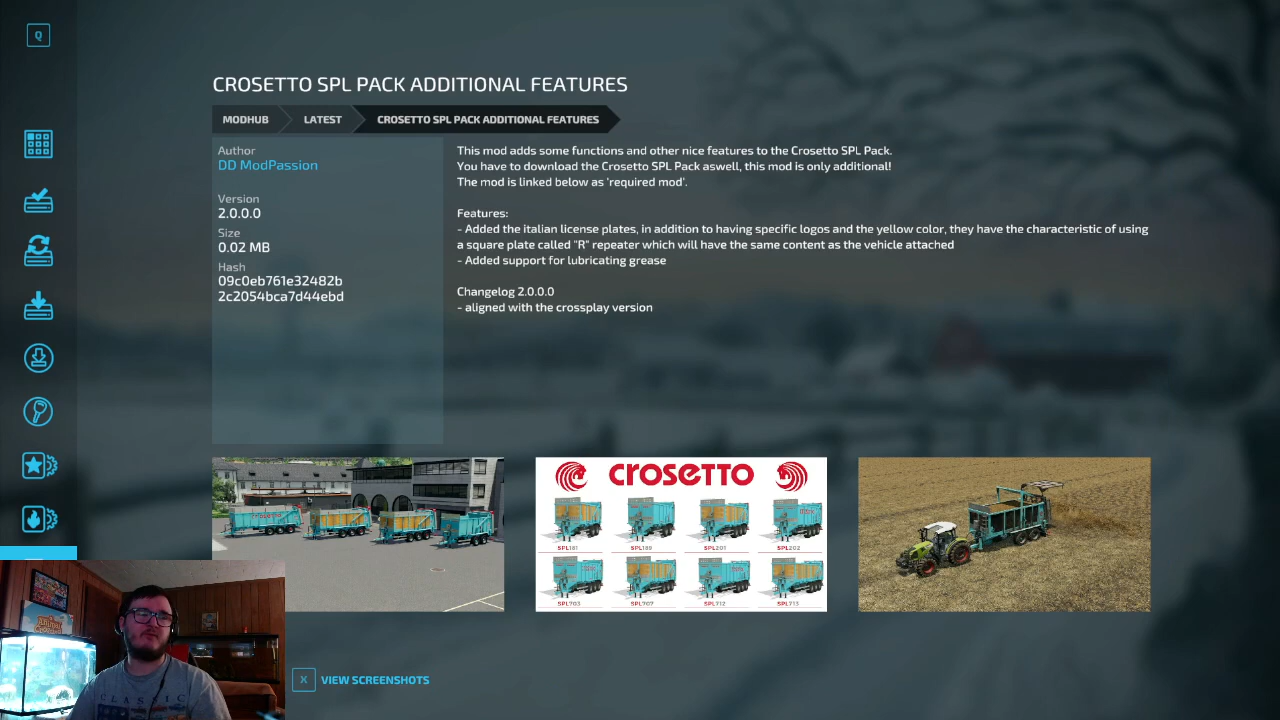 Q
CROSETTO SPL PACK ADDITIONAL FEATURES
MODHUB
LATEST
CROSETTO SPL PACK ADDITIONAL FEATURES
Author
DD ModPassion
Version
2.0.0.0
Size
0.02 MB
Hash
09c0eb761e32482b
2c2054bca7d44ebd
This mod adds some functions and other nice features to the Crosetto SPL Pack.
You have to download the Crosetto SPL Pack aswell, this mod is only additional!
The mod is linked below as 'required mod'.
Features:
- Added the italian license plates, in addition to having specific logos and the yellow color, they have the characteristic of using
a square plate called "R" repeater which will have the same content as the vehicle attached
- Added support for lubricating grease
Changelog 2.0.0.0
- aligned with the crossplay version
CROSETTO
SPL181
SPL189
SPL201
SPL202
SPL703
SPL707
SPL712
SPL713
CLASSIC
X
VIEW SCREENSHOTS